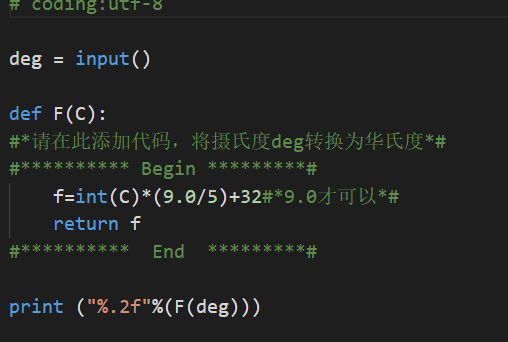 # coding:utf-8
deg = input()
def F(C):
#*请在此添加代码，将摄氏度deg转换为华氏度*#
#********** Begin *********#
    f=int(C)*(9.0/5)+32#*9.0才可以*#
    return f
#**********  End  *********#
print ("%.2f"%(F(deg)))